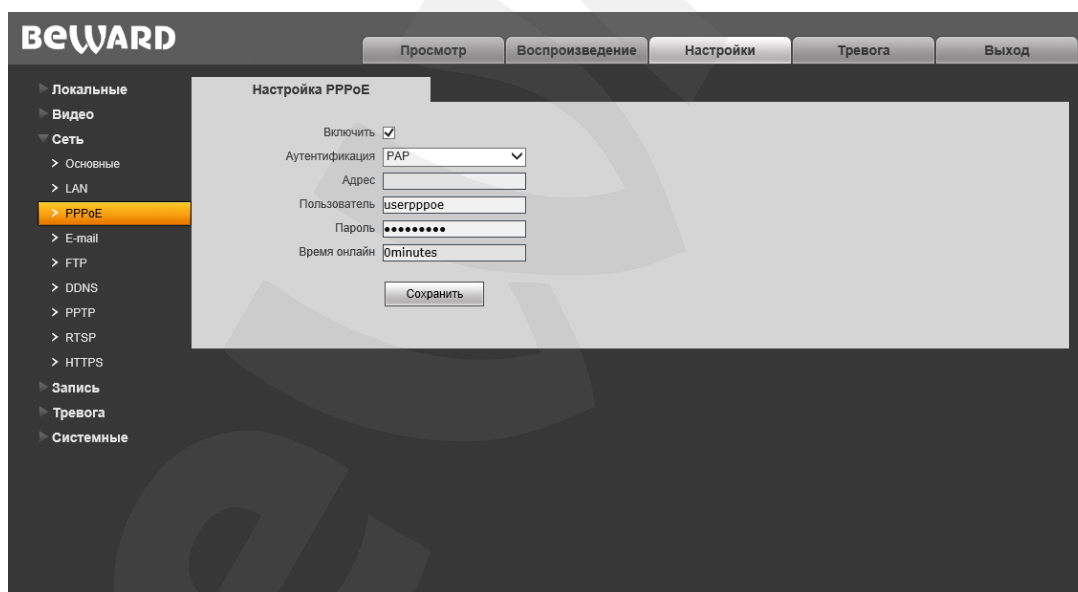 BEWARD
Просмотр
Воспроизведение
Настройки
Тревога
Выход
Локальные
Видео
Сеть
Основные
LAN
PPPoE
E-mail
FTP
DDNS
PPTP
RTSP
HTTPS
Запись
Тревога
Системные
Настройка PPPoE
Включить
Аутентификация PAP
Адрес
Пользователь userpppoe
Пароль •••••••••
Время онлайн 0minutes
Сохранить